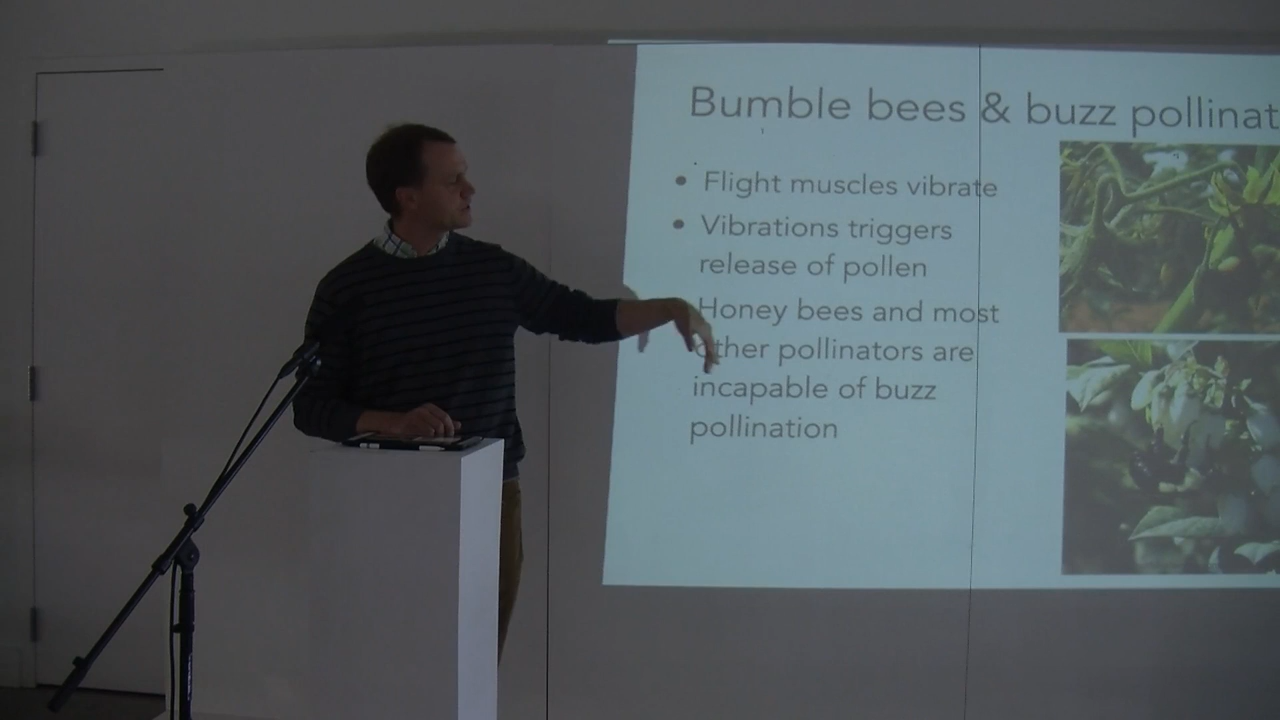 Bumble bees & buzz pollinat
• Flight muscles vibrate
• Vibrations triggers
release of pollen
Honey bees and most
other pollinators are
incapable of buzz
pollination